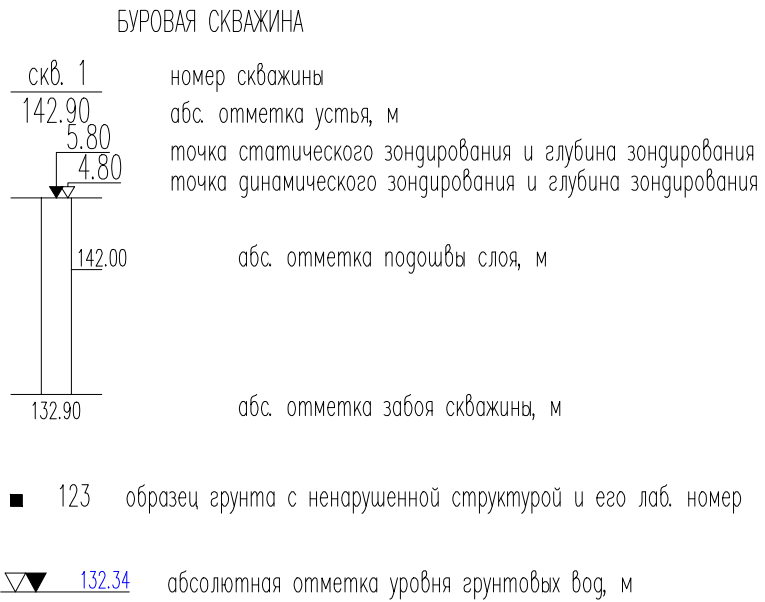 БУРОВАЯ СКВАЖИНА
скв. 1 номер скважины
142.90 абс. отметка устья, м
5.80 точка статического зондирования и глубина зондирования
4.80 точка динамического зондирования и глубина зондирования
142.00 абс. отметка подошвы слоя, м
132.90 абс. отметка забоя скважины, м
123 образец грунта с ненарушенной структурой и его лаб. номер
132.34 абсолютная отметка уровня грунтовых вод, м